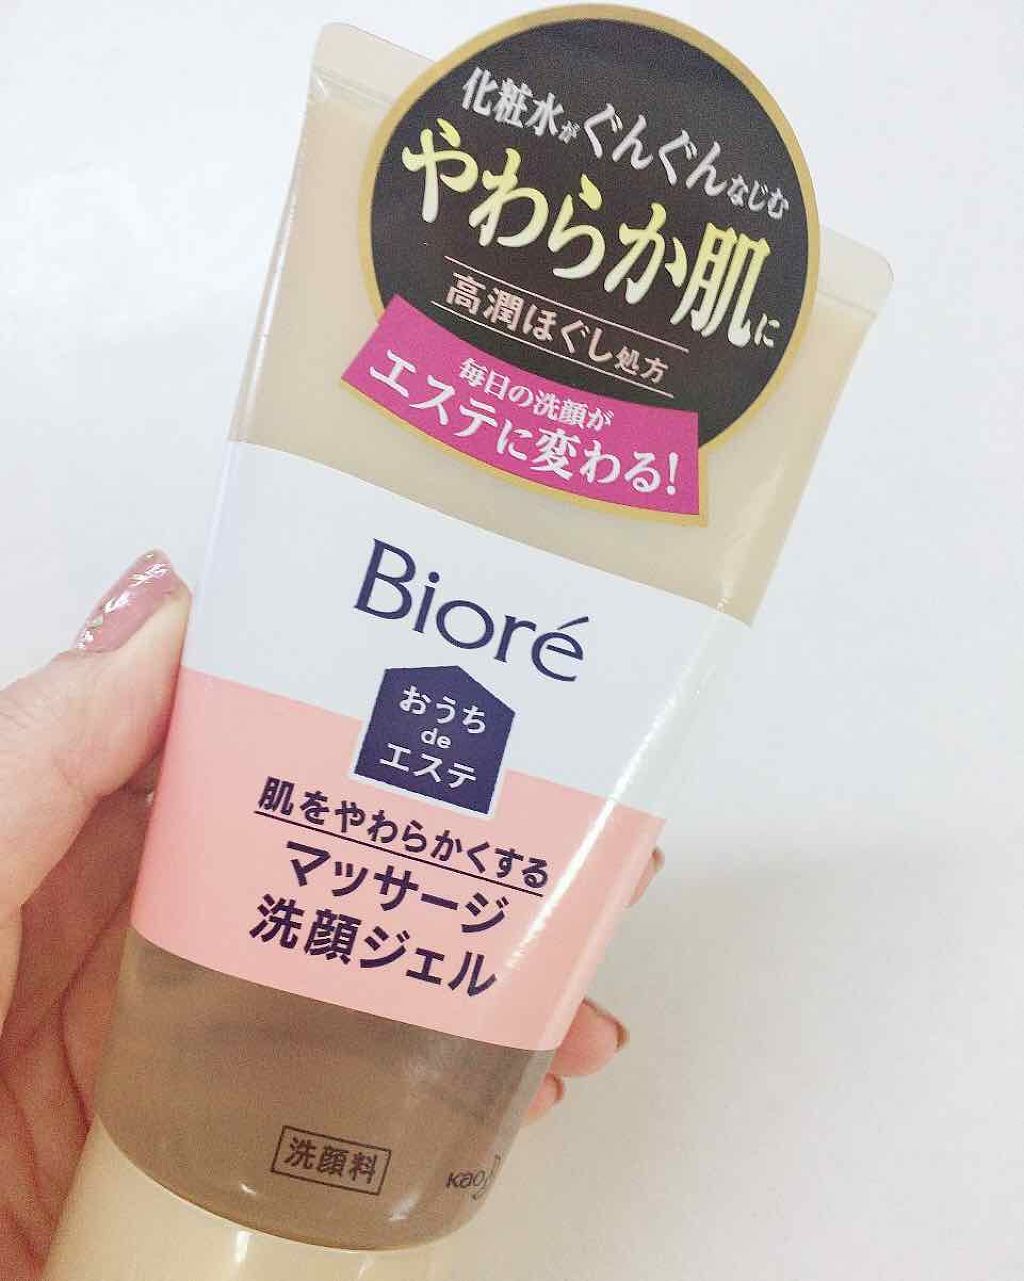 化粧水がぐんぐんなじむ
やわらか肌に
高潤ほぐし処方
毎日の洗顔が
エステに変わる!
Bioré
おうち
de
エステ
肌をやわらかくする
マッサージ
洗顔ジェル
洗顔料
Kao